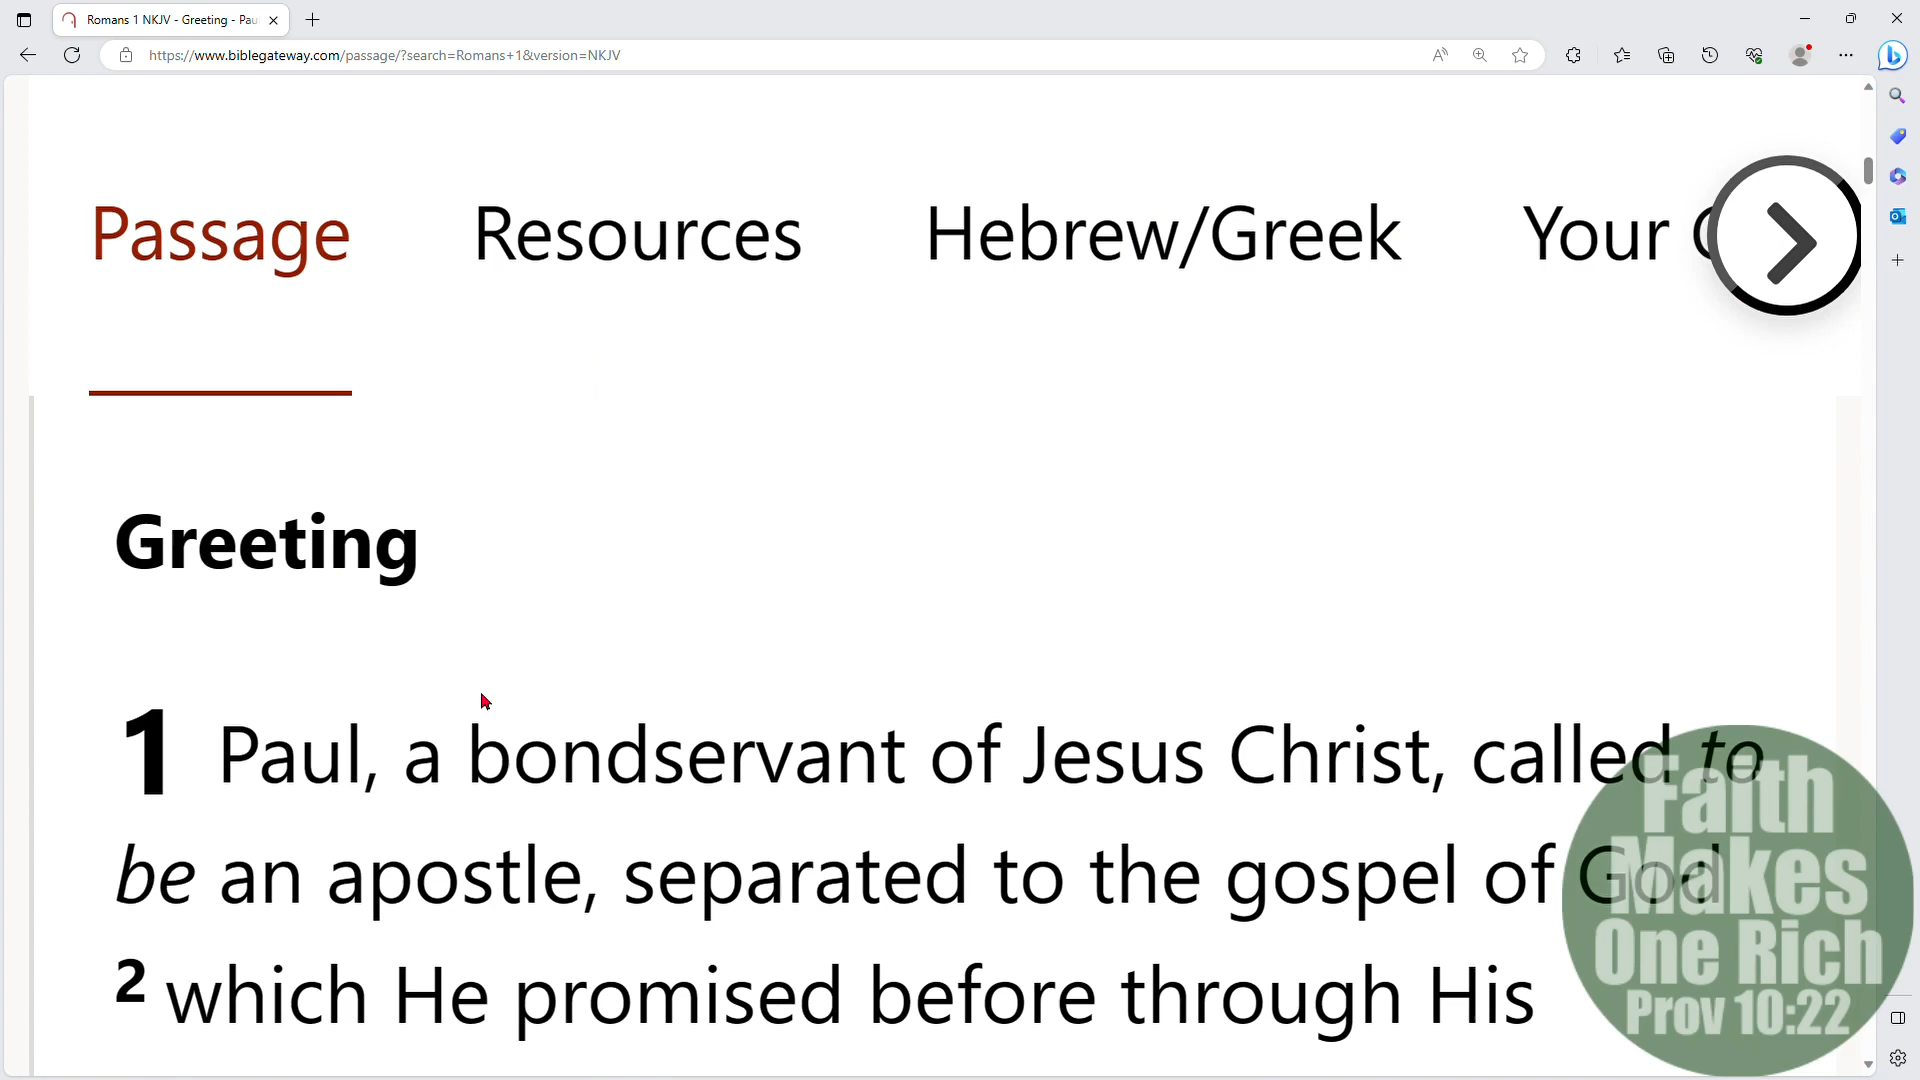 Romans 1 NKJV - Greeting - Pau
https://www.biblegateway.com/passage/?search=Romans+1&version=NKJV
Passage Resources Hebrew/Greek Your
Greeting
1 Paul, a bondservant of Jesus Christ, called to
be an apostle, separated to the gospel of God
2 which He promised before through His
Faith
Makes
One Rich
Prov 10:22